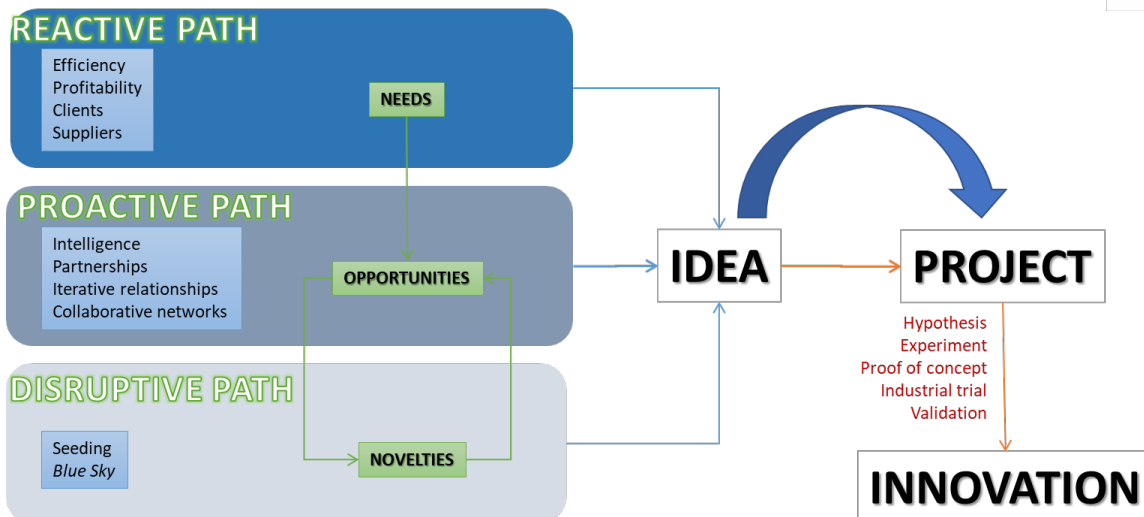 REACTIVE PATH
Efficiency
Profitability
Clients
Suppliers
NEEDS
PROACTIVE PATH
Intelligence
Partnerships
Iterative relationships
Collaborative networks
OPPORTUNITIES
DISRUPTIVE PATH
Seeding
Blue Sky
NOVELTIES
IDEA
PROJECT
Hypothesis
Experiment
Proof of concept
Industrial trial
Validation
INNOVATION